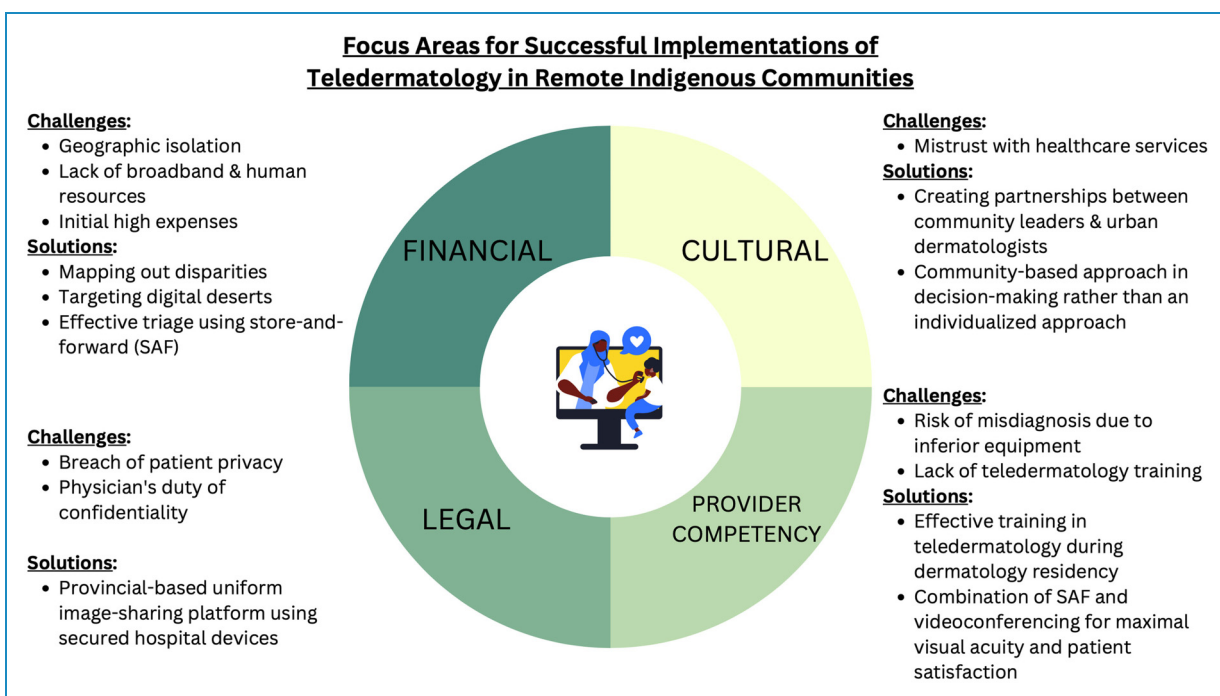 Focus Areas for Successful Implementations of
Teledermatology in Remote Indigenous Communities
Challenges:
• Geographic isolation
• Lack of broadband & human
resources
• Initial high expenses
Solutions:
• Mapping out disparities
• Targeting digital deserts
• Effective triage using store-and-
forward (SAF)
FINANCIAL
CULTURAL
Challenges:
• Mistrust with healthcare services
Solutions:
• Creating partnerships between
community leaders & urban
dermatologists
• Community-based approach in
decision-making rather than an
individualized approach
Challenges:
• Breach of patient privacy
• Physician's duty of
confidentiality
Solutions:
• Provincial-based uniform
image-sharing platform using
secured hospital devices
LEGAL
PROVIDER
COMPETENCY
Challenges:
• Risk of misdiagnosis due to
inferior equipment
• Lack of teledermatology training
Solutions:
• Effective training in
teledermatology during
dermatology residency
• Combination of SAF and
videoconferencing for maximal
visual acuity and patient
satisfaction